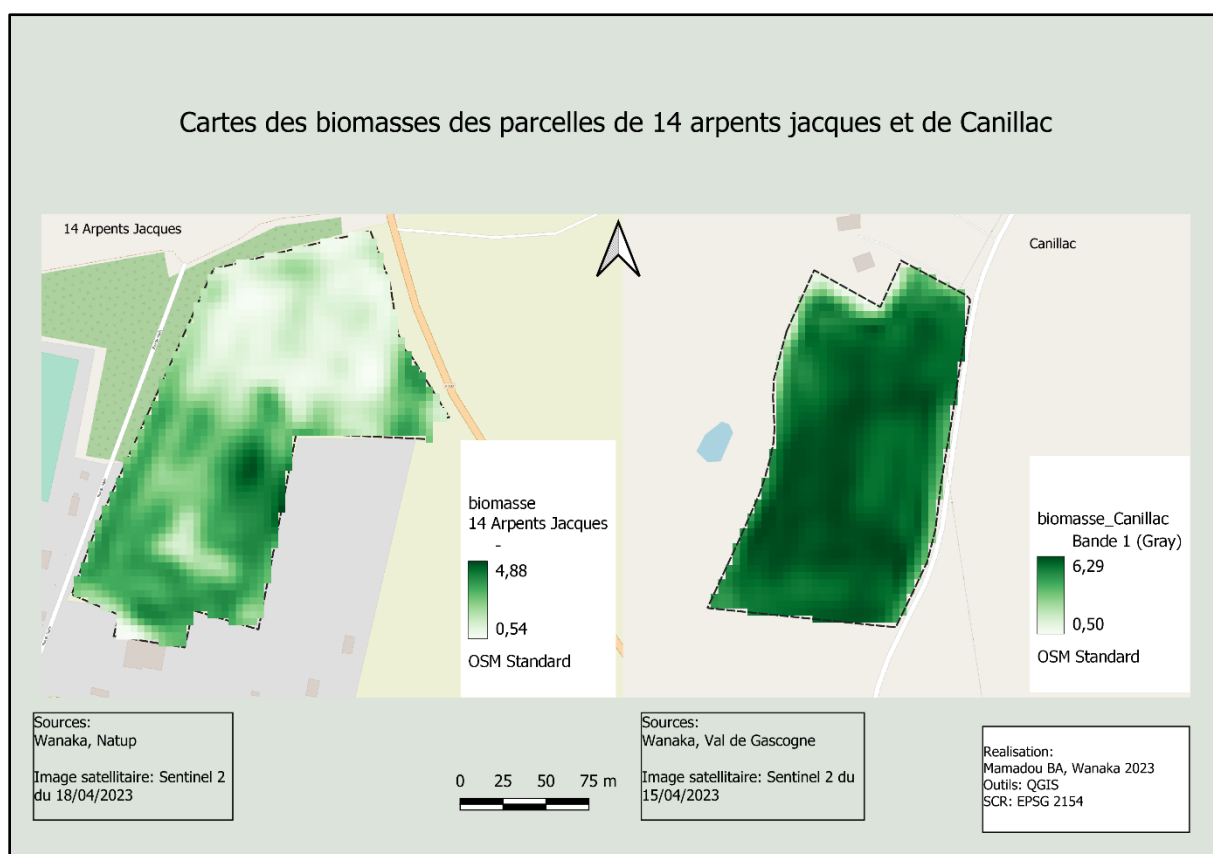 Cartes des biomasses des parcelles de 14 arpents jacques et de Canillac
14 Arpents Jacques
Canillac
biomasse
14 Arpents Jacques
-
4,88
0,54
OSM Standard
biomasse_Canillac
Bande 1 (Gray)
6,29
0,50
OSM Standard
Sources:
Wanaka, Natup
Image satellitaire: Sentinel 2
du 18/04/2023
0 25 50 75 m
Sources:
Wanaka, Val de Gascogne
Image satellitaire: Sentinel 2 du
15/04/2023
Realisation:
Mamadou BA, Wanaka 2023
Outils: QGIS
SCR: EPSG 2154